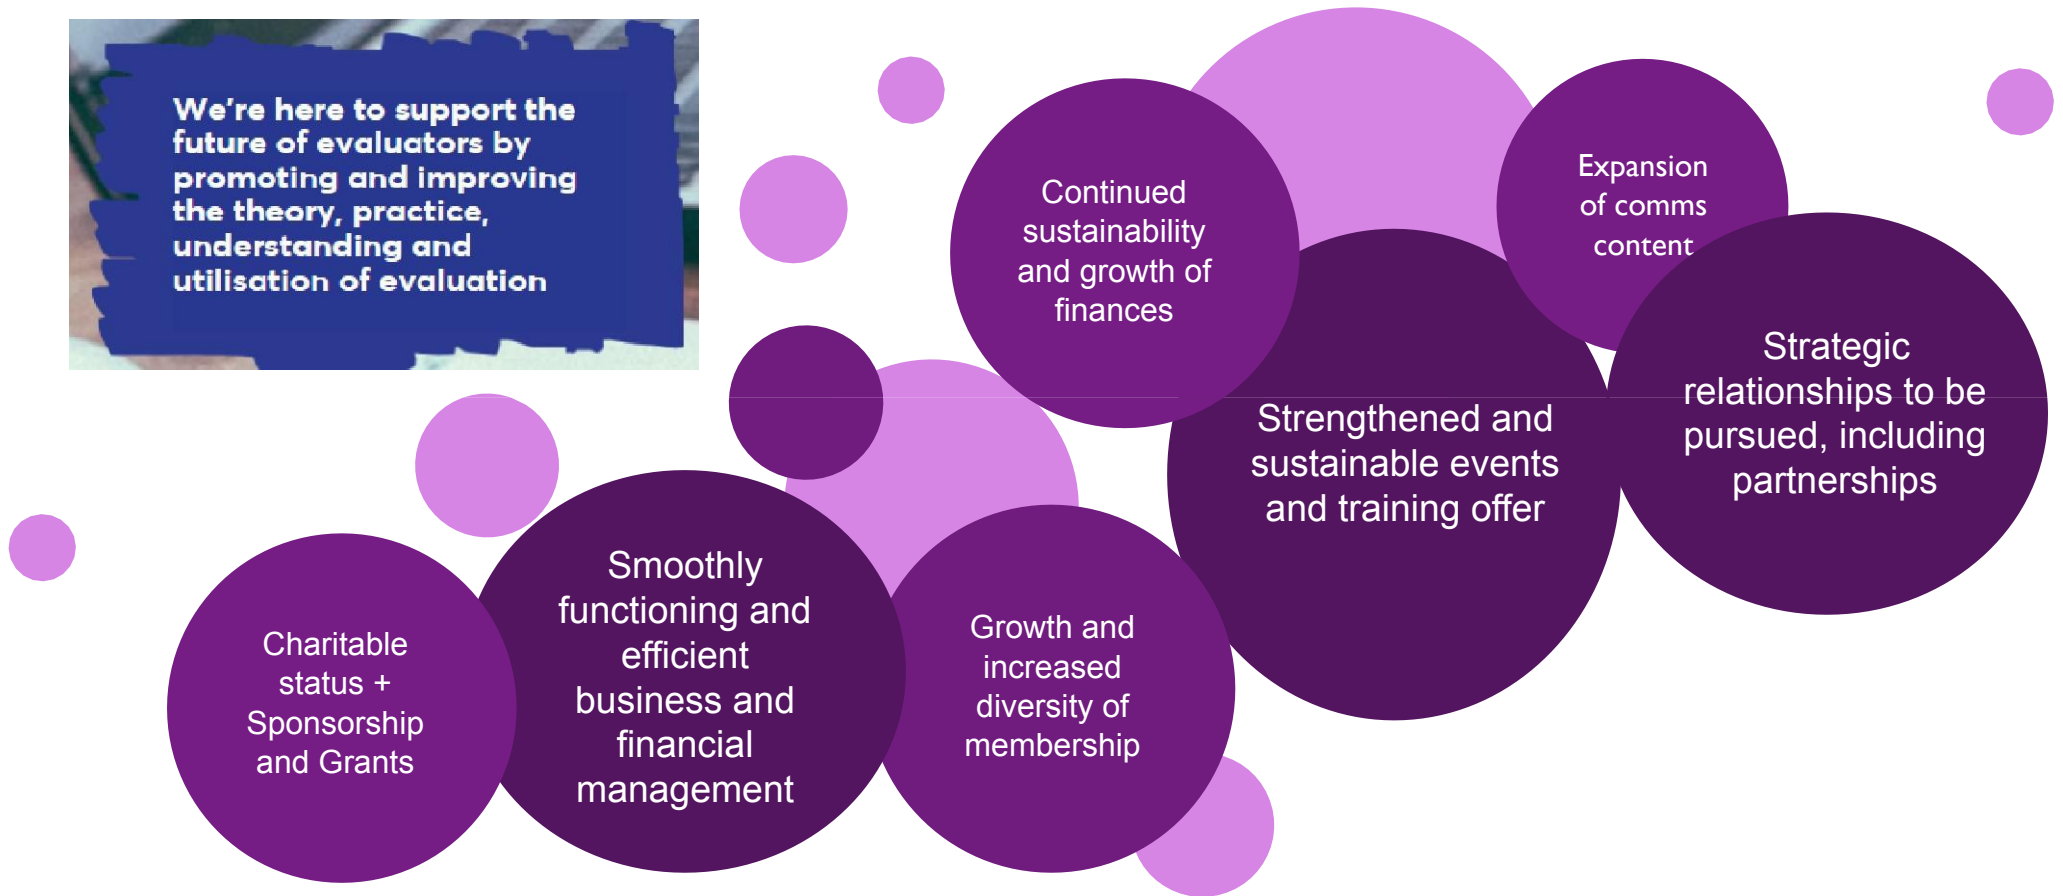 We're here to support the
future of evaluators by
promoting and improving
the theory, practice,
understanding and
utilisation of evaluation
Continued
sustainability
and growth of
finances
Expansion
of comms
content
Strategic
relationships to be
pursued, including
partnerships
Strengthened and
sustainable events
and training offer
Smoothly
functioning and
efficient
business and
financial
management
Growth and
increased
diversity of
membership
Charitable
status +
Sponsorship
and Grants